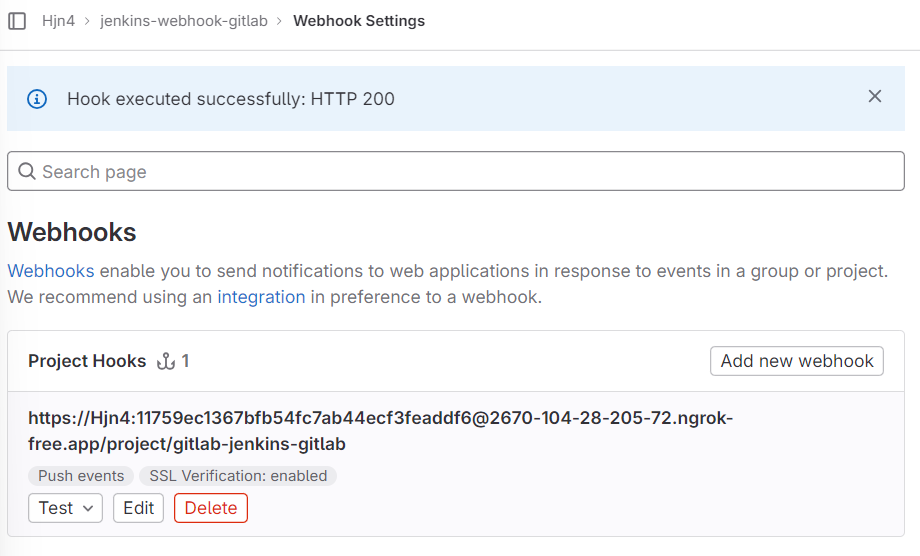 Hjn4 > jenkins-webhook-gitlab > Webhook Settings
Hook executed successfully: HTTP 200
Search page
Webhooks
Webhooks enable you to send notifications to web applications in response to events in a group or project.
We recommend using an integration in preference to a webhook.
Project Hooks 1
Add new webhook
https://Hjn4:11759ec1367bfb54fc7ab44ecf3feaddf6@2670-104-28-205-72.ngrok-
free.app/project/gitlab-jenkins-gitlab
Push events SSL Verification: enabled
Test Edit Delete